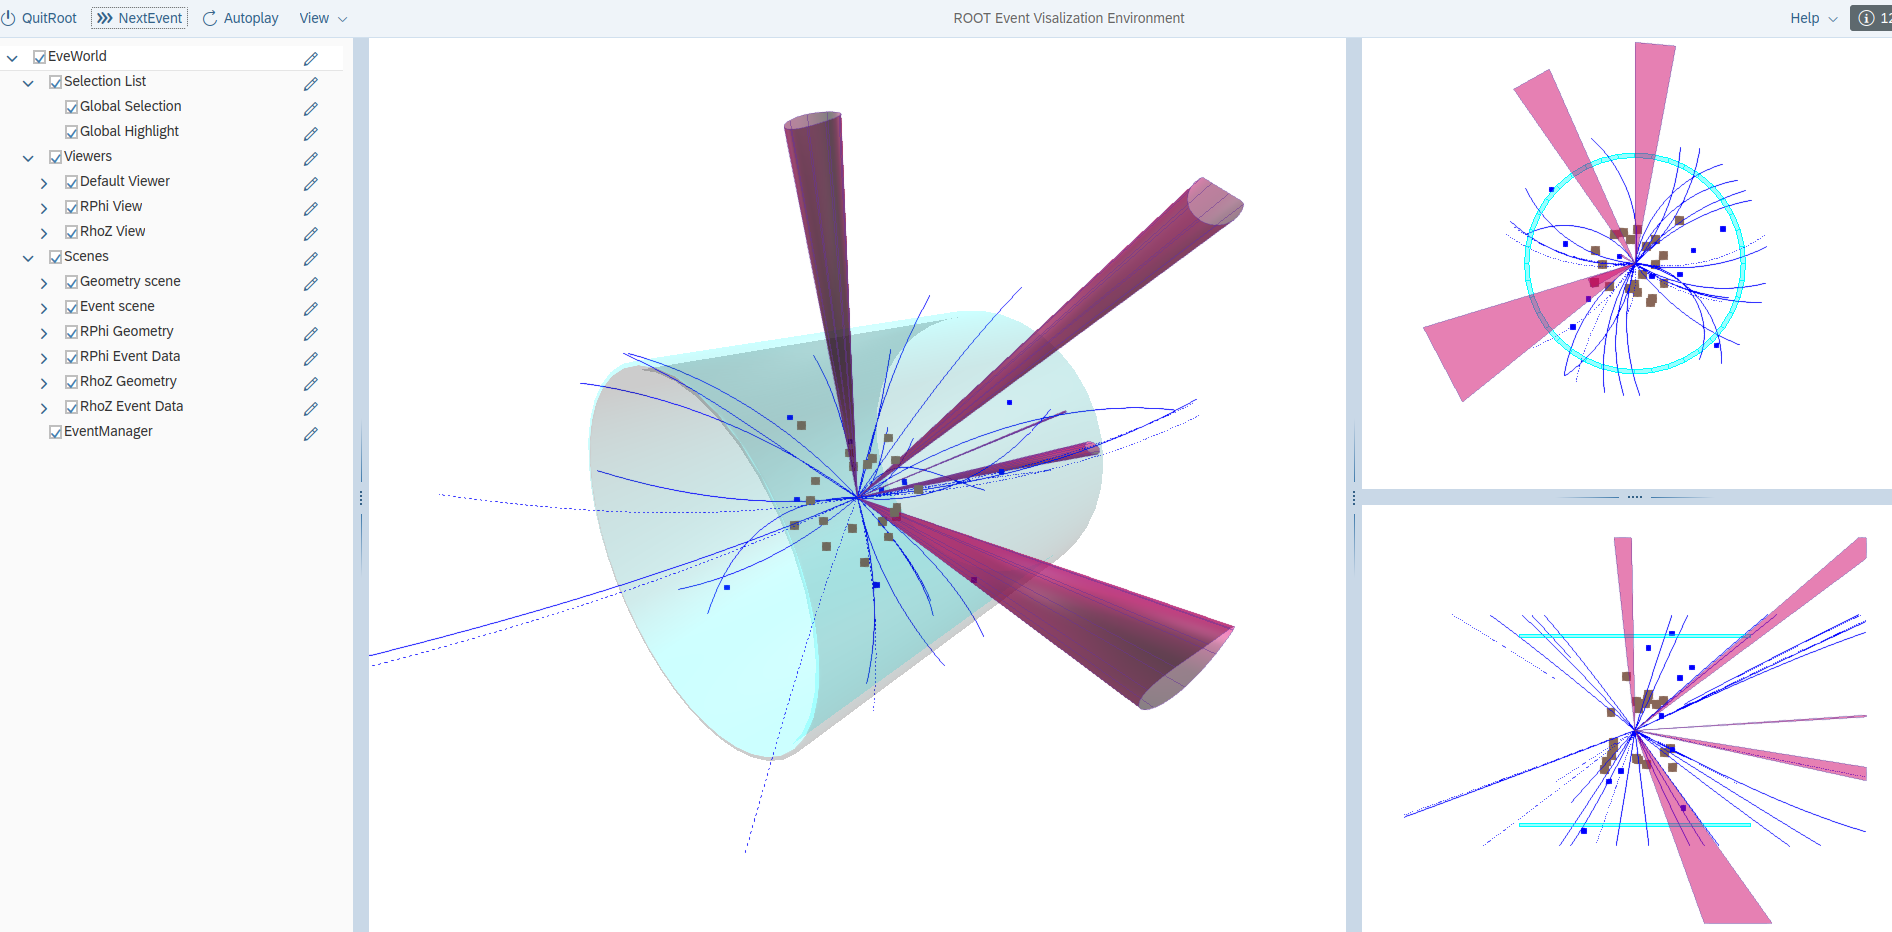 QuitRoot NextEvent Autoplay View ROOT Event Visalization Environment Help 12
EveWorld
Selection List
Global Selection
Global Highlight
Viewers
Default Viewer
RPhi View
RhoZ View
Scenes
Geometry scene
Event scene
RPhi Geometry
RPhi Event Data
RhoZ Geometry
RhoZ Event Data
EventManager